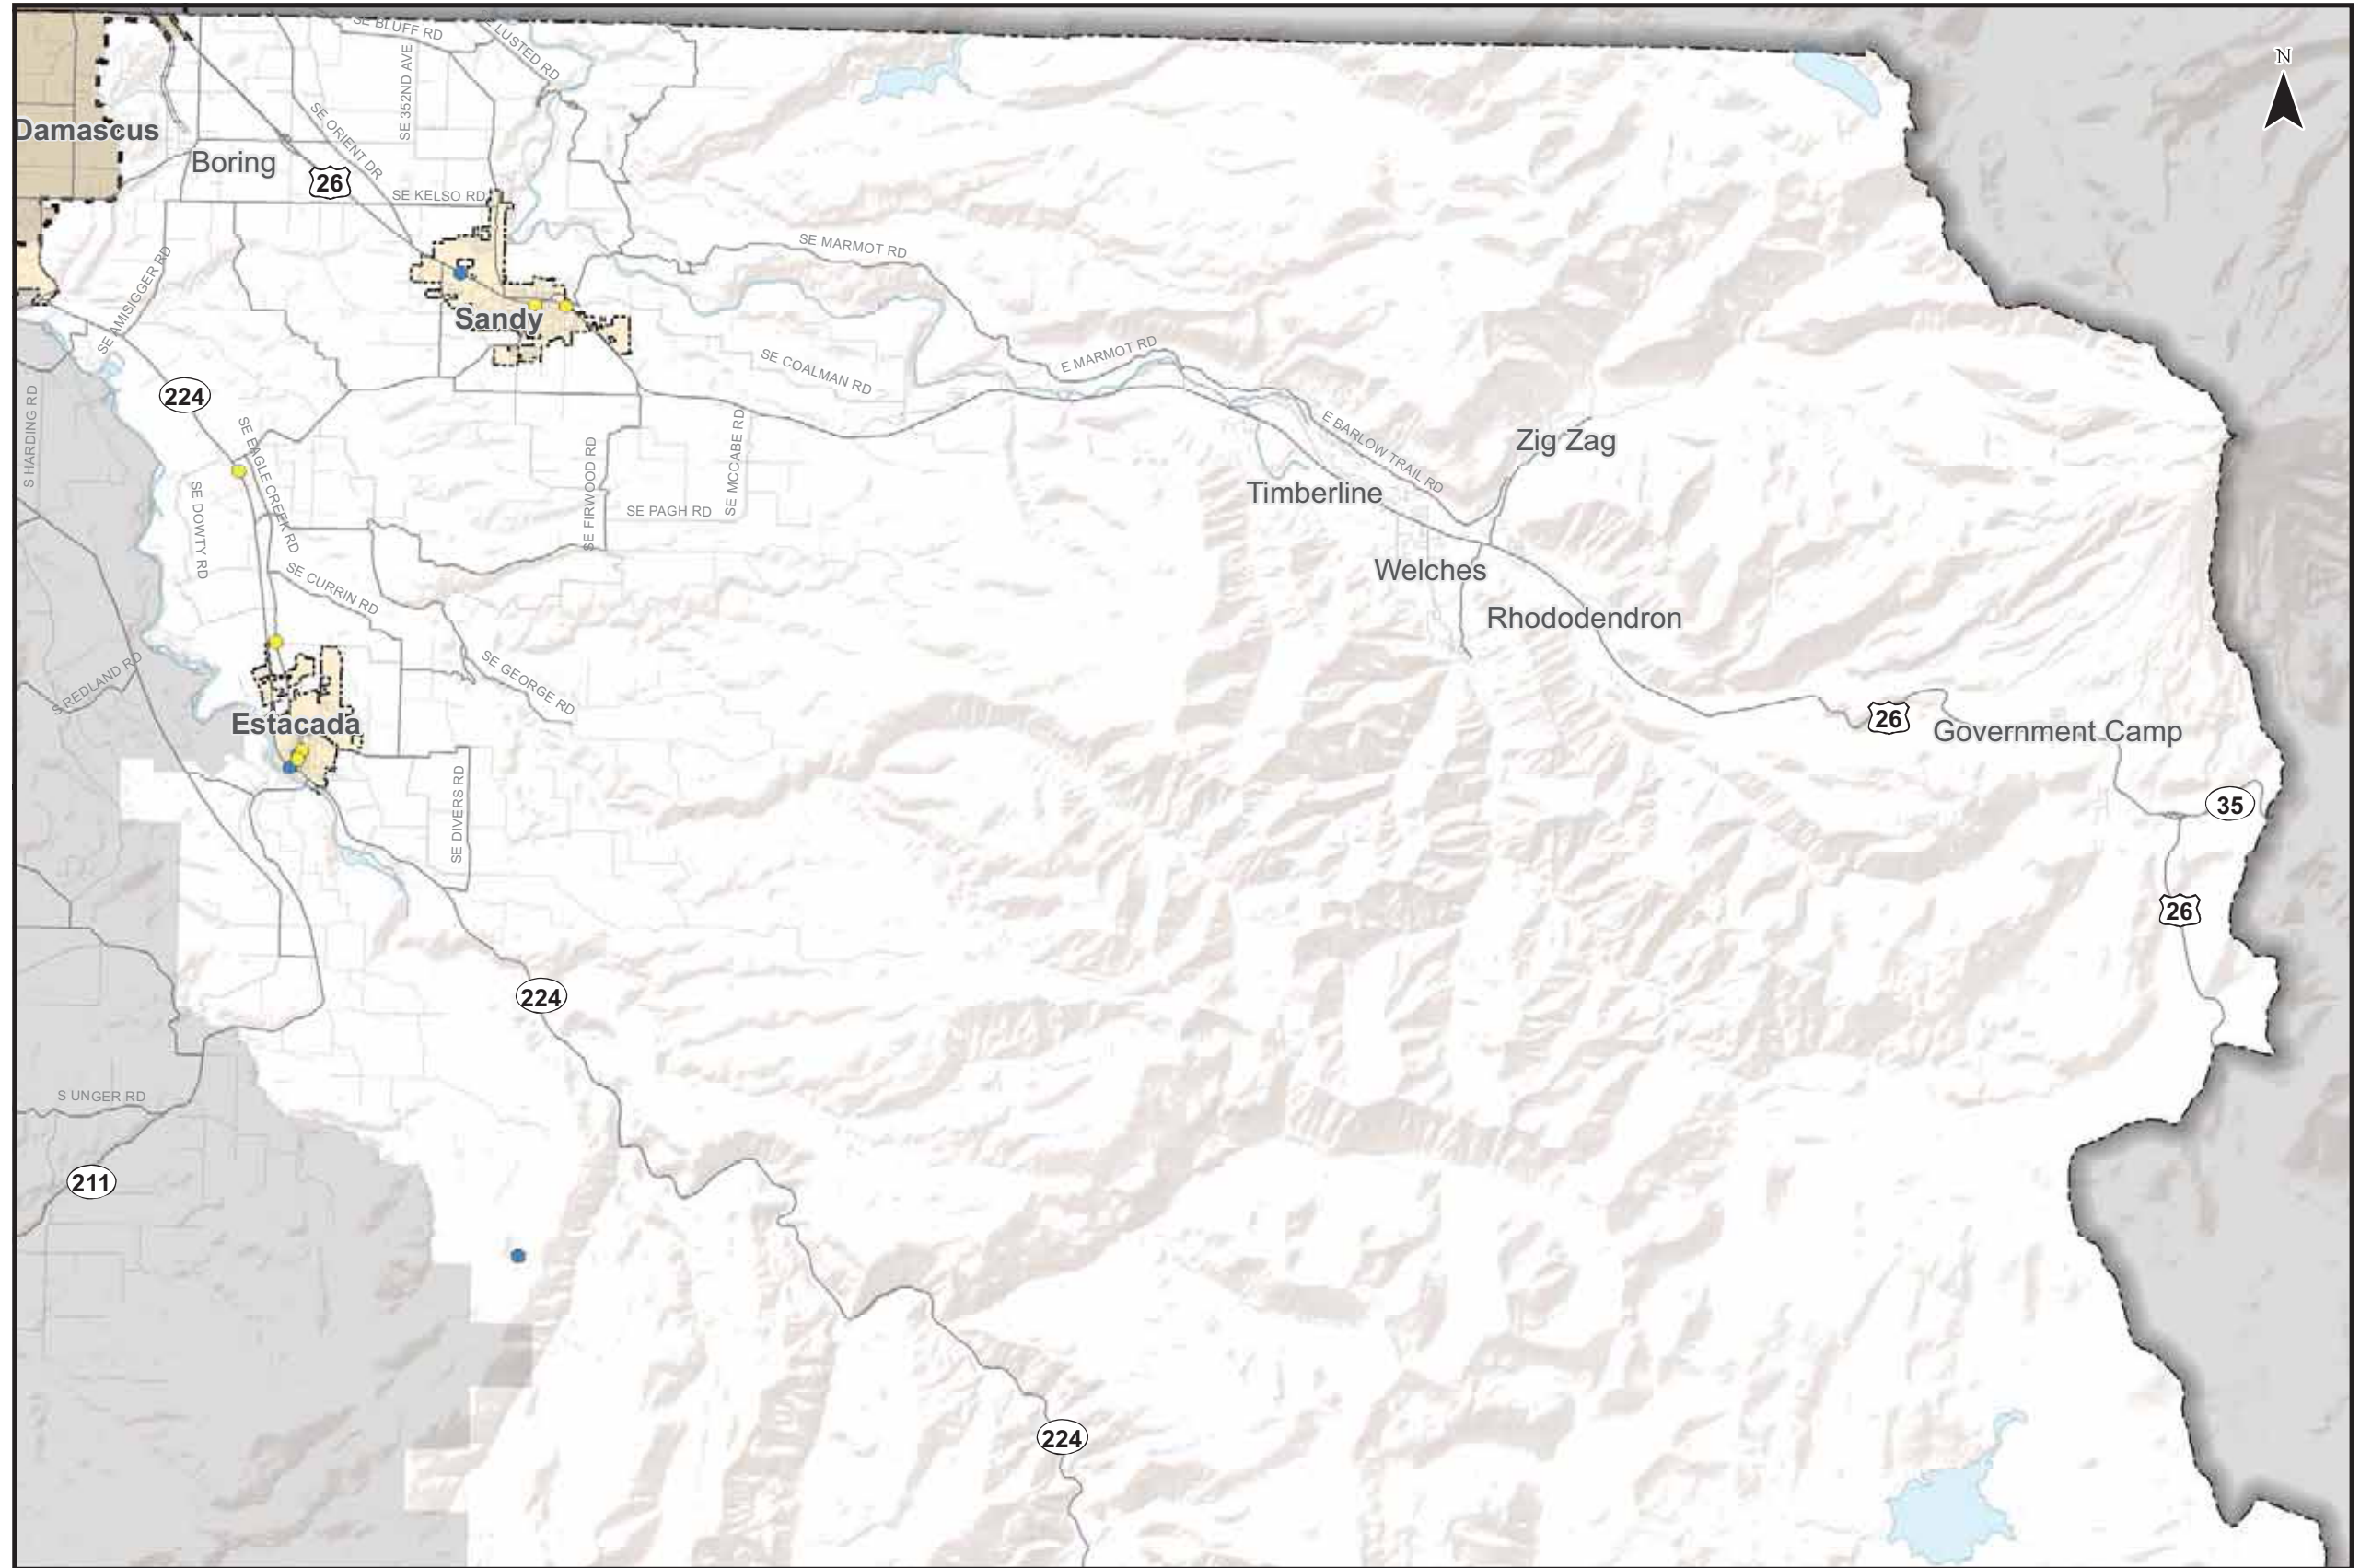 SE BLUFF RD
SE LUSTED RD
SE 352ND AVE
N
Damascus
SE ORIENT DR
Boring
26
SE KELSO RD
SE MARMOT RD
SE AMISIGGER RD
Sandy
E MARMOT RD
SE COALMAN RD
224
S HARDING RD
SE EAGLE CREEK RD
SE FIRWOOD RD
SE MCCABE RD
E BARLOW TRAIL RD
Zig Zag
Timberline
SE DOWTY RD
SE PAGH RD
Welches
SE CURRIN RD
Rhododendron
S REDLAND RD
SE GEORGE RD
Estacada
26
Government Camp
SE DIVERS RD
35
26
224
S UNGER RD
211
224